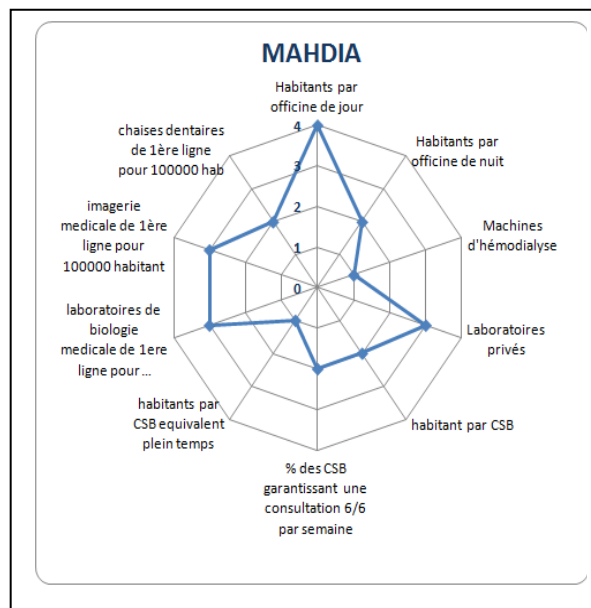 MAHDIA
Habitants par
officine de jour
Habitants par
officine de nuit
Machines
d'hémodialyse
Laboratoires
privés
habitant par CSB
% des CSB
garantissant une
consultation 6/6
par semaine
habitants par
CSB equivalent
plein temps
laboratoires de
biologie
medicale de 1ere
ligne pour...
imagerie
medicale de 1ère
ligne pour
100000 habitant
chaises dentaires
de 1ère ligne
pour 100000 hab
4
3
2
1
0